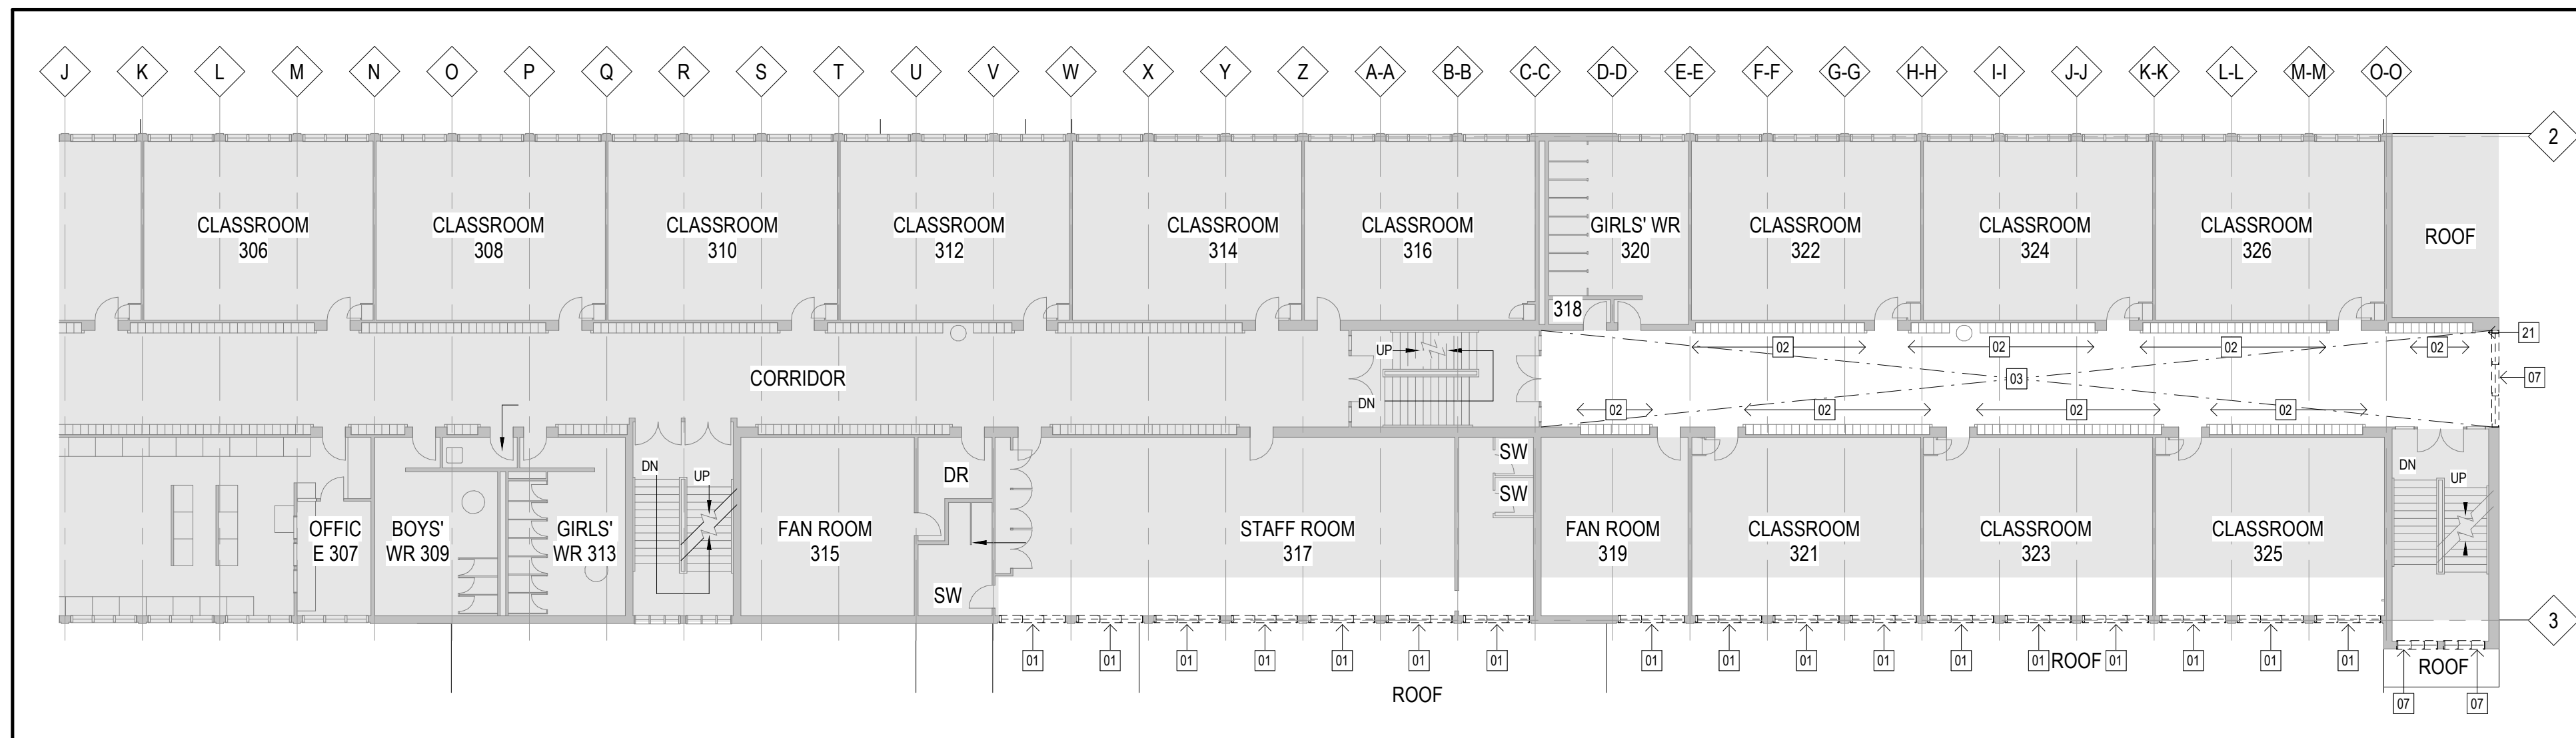 J K L M N O P Q R S T U V W X Y Z A-A B-B C-C D-D E-E F-F G-G H-H I-I J-J K-K L-L M-M O-O
2
CLASSROOM
306
CLASSROOM
308
CLASSROOM
310
CLASSROOM
312
CLASSROOM
314
CLASSROOM
316
GIRLS' WR
320
CLASSROOM
322
CLASSROOM
324
CLASSROOM
326
ROOF
318
21
UP
02
02
02
02
CORRIDOR
03
07
DN
02
02
02
02
DN
UP
DR
SW
SW
DN
UP
OFFIC
E 307
BOYS'
WR 309
GIRLS'
WR 313
FAN ROOM
315
STAFF ROOM
317
FAN ROOM
319
CLASSROOM
321
CLASSROOM
323
CLASSROOM
325
SW
3
01 01 01 01 01 01 01 01 01 01 01 01 01 ROOF 01 01 01 01
ROOF
ROOF
07 07